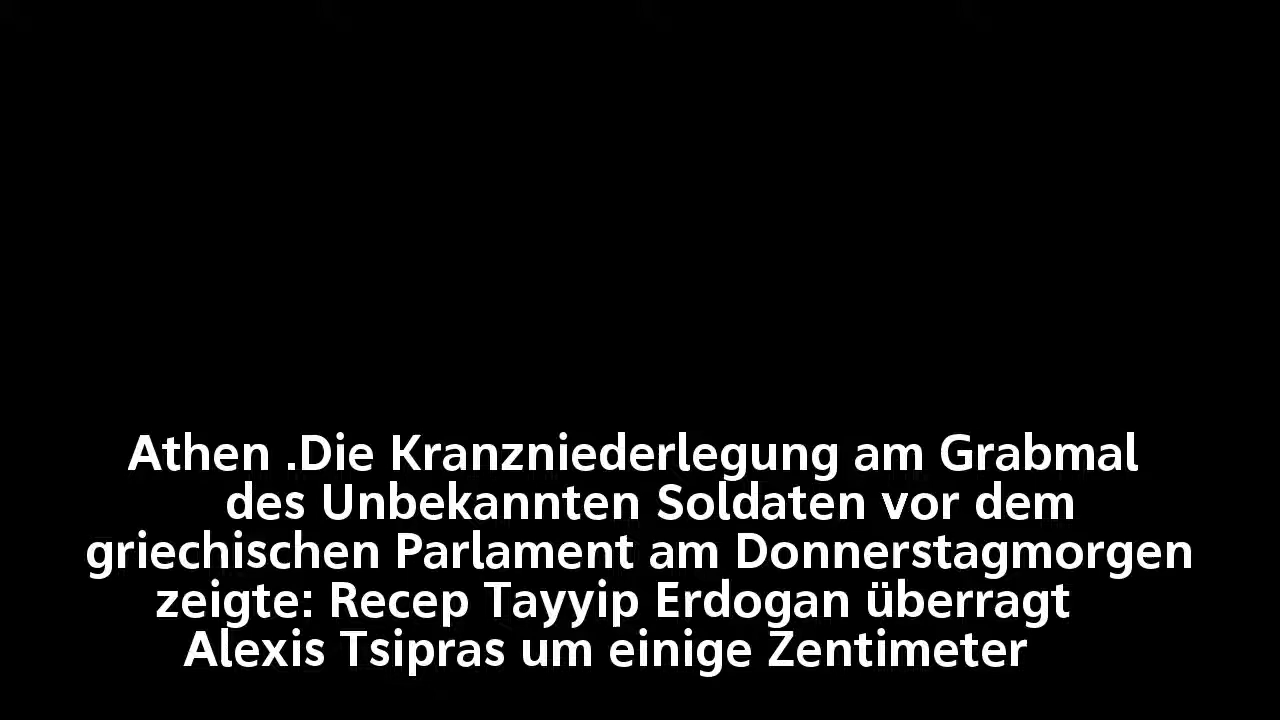 Athen .Die Kranzniederlegung am Grabmal
des Unbekannten Soldaten vor dem
griechischen Parlament am Donnerstagmorgen
zeigte: Recep Tayyip Erdogan überragt
Alexis Tsipras um einige Zentimeter